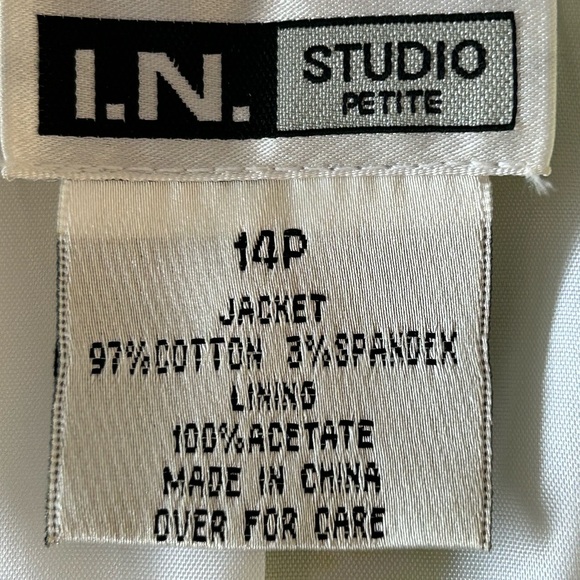 I.N. STUDIO
PETITE
14P
JACKET
97% COTTON 3% SPANDEX
LINING
100% ACETATE
MADE IN CHINA
OVER FOR CARE